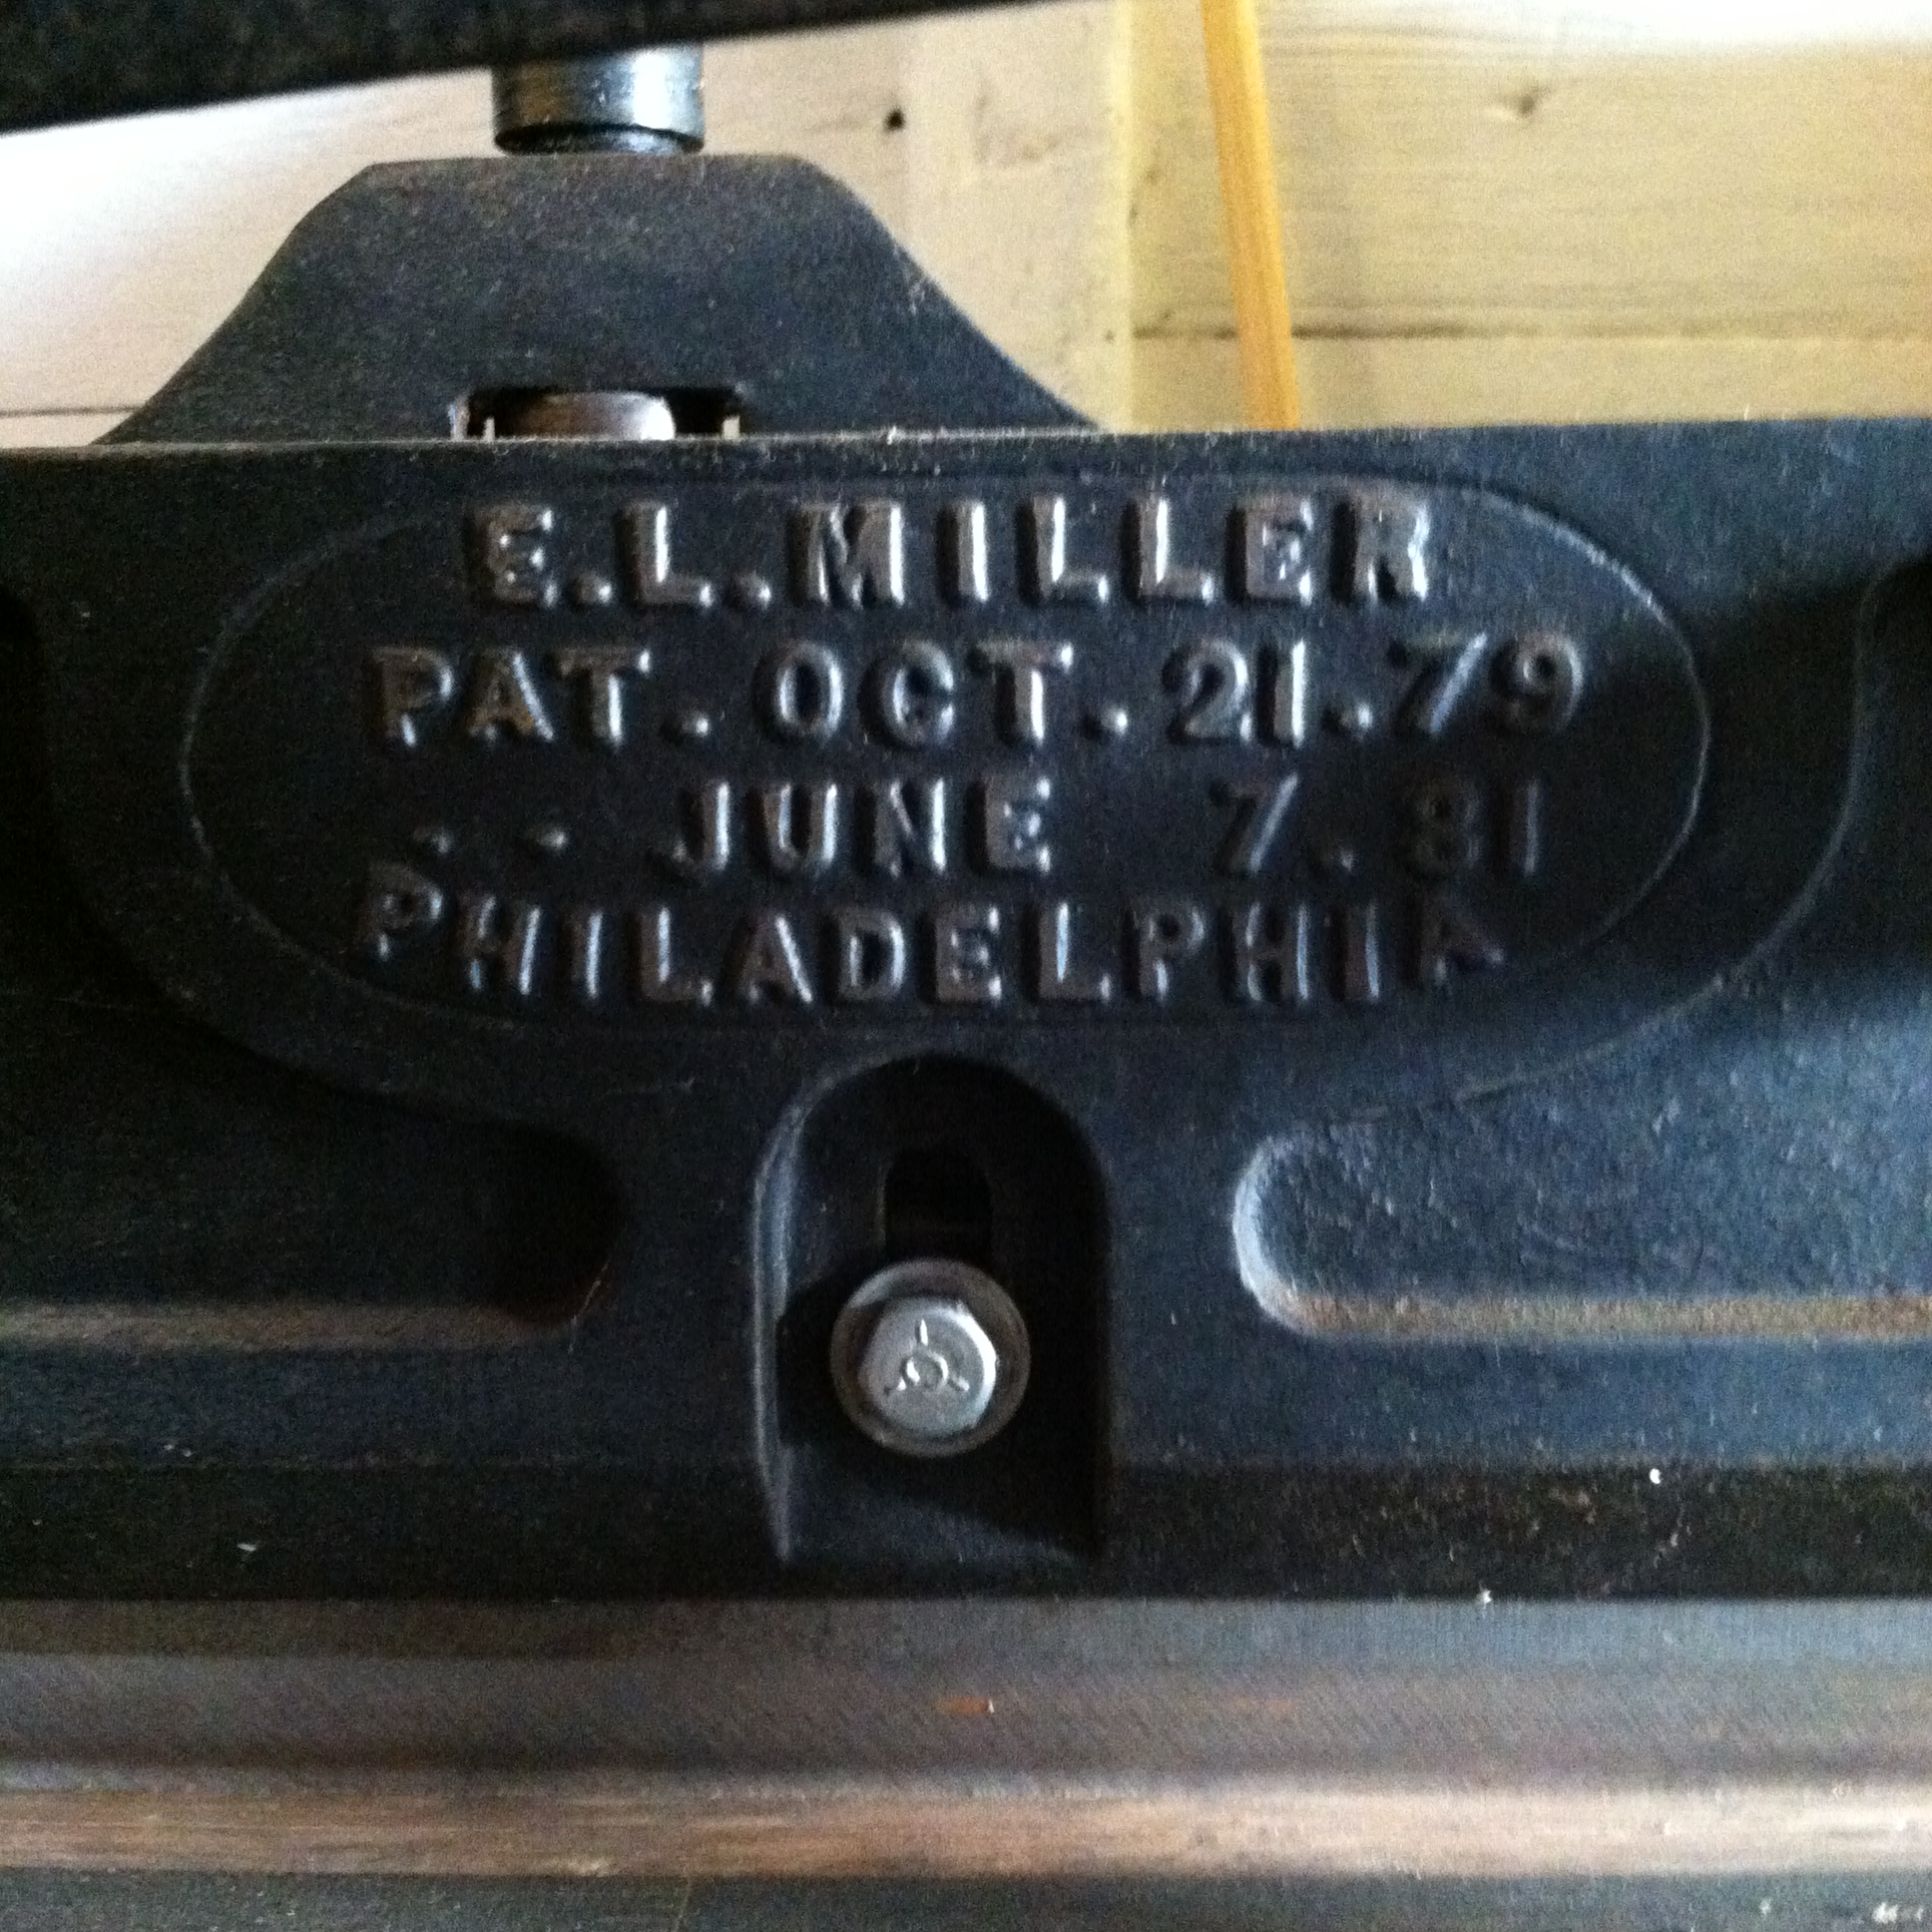 E.L.MILLER
PAT. OCT. 21.79
.. JUNE 7. 81
PHILADELPHIA